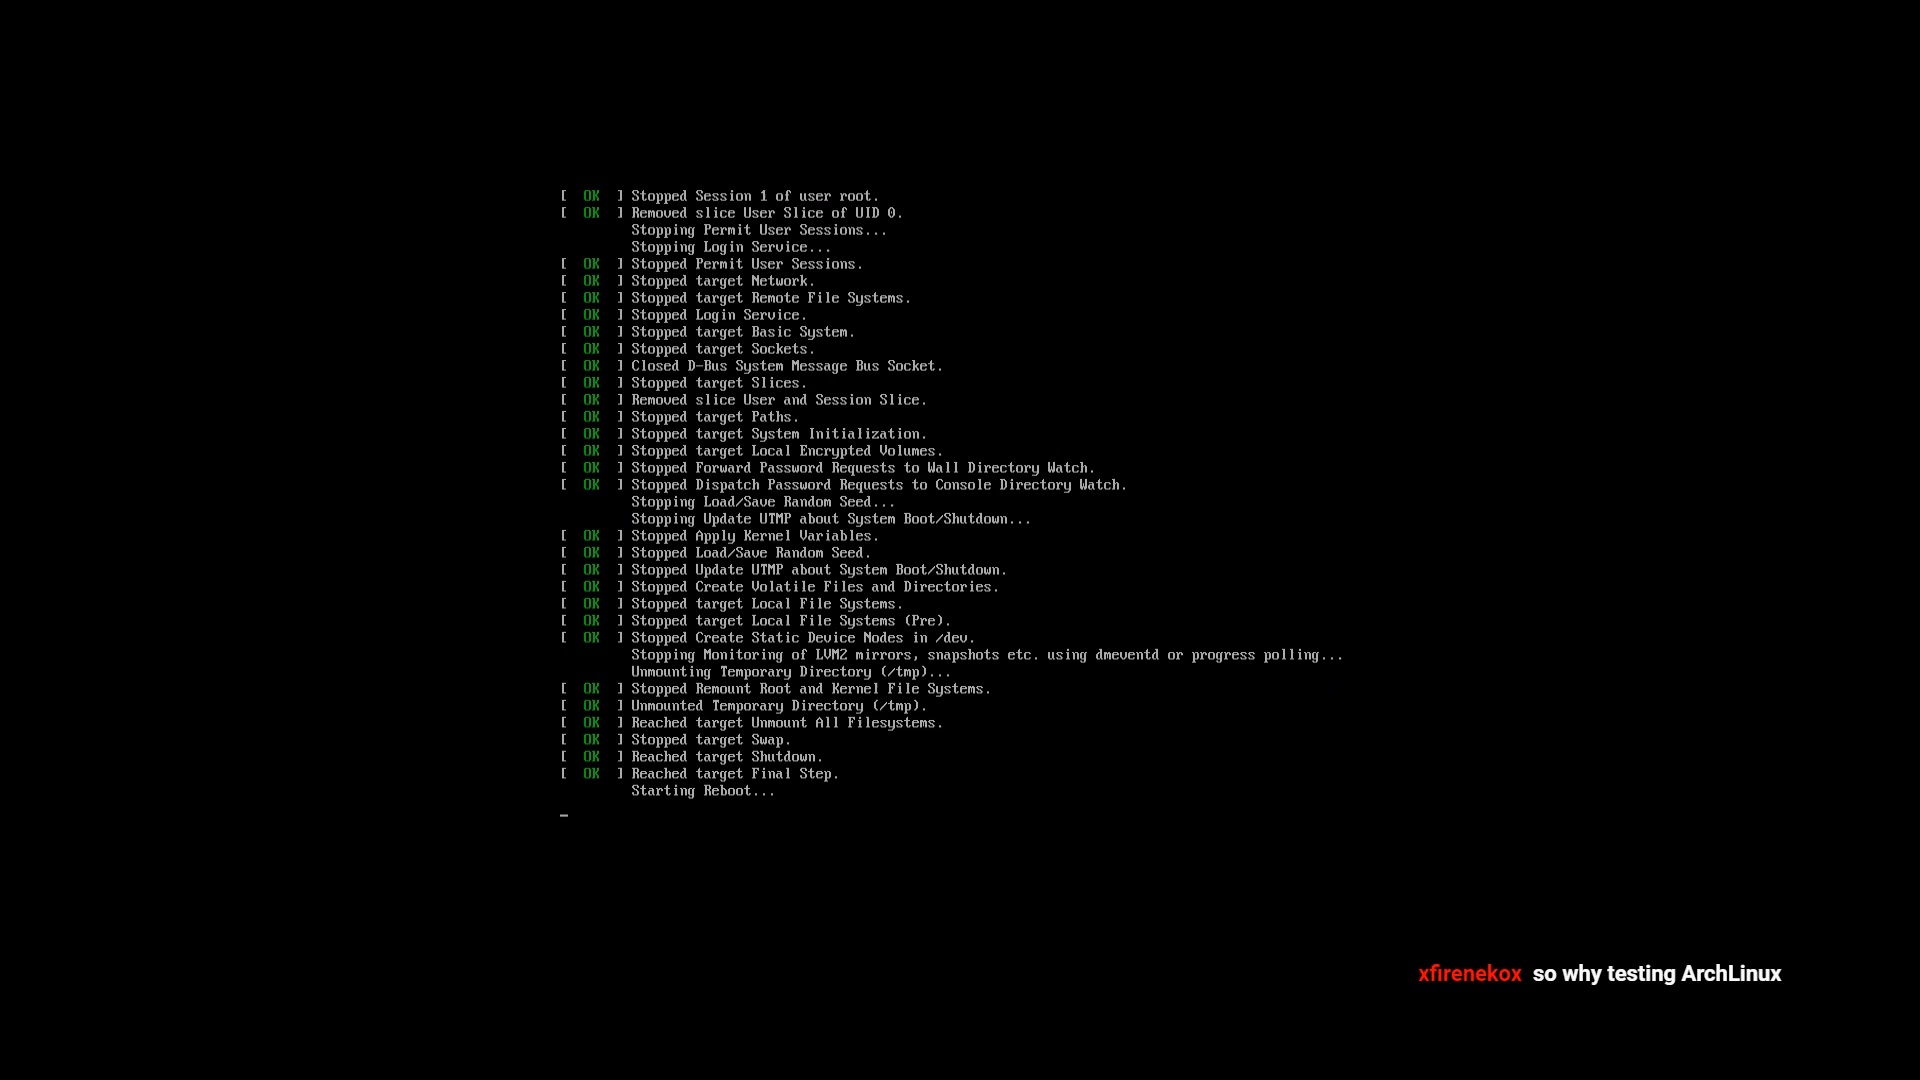 [  OK  ] Stopped Session 1 of user root.
[  OK  ] Removed slice User Slice of UID 0.
Stopping Permit User Sessions...
Stopping Login Service...
[  OK  ] Stopped Permit User Sessions.
[  OK  ] Stopped target Network.
[  OK  ] Stopped target Remote File Systems.
[  OK  ] Stopped Login Service.
[  OK  ] Stopped target Basic System.
[  OK  ] Stopped target Sockets.
[  OK  ] Closed D-Bus System Message Bus Socket.
[  OK  ] Stopped target Slices.
[  OK  ] Removed slice User and Session Slice.
[  OK  ] Stopped target Paths.
[  OK  ] Stopped target System Initialization.
[  OK  ] Stopped target Local Encrypted Volumes.
[  OK  ] Stopped Forward Password Requests to Wall Directory Watch.
[  OK  ] Stopped Dispatch Password Requests to Console Directory Watch.
Stopping Load/Save Random Seed...
Stopping Update UTMP about System Boot/Shutdown...
[  OK  ] Stopped Apply Kernel Variables.
[  OK  ] Stopped Load/Save Random Seed.
[  OK  ] Stopped Update UTMP about System Boot/Shutdown.
[  OK  ] Stopped Create Volatile Files and Directories.
[  OK  ] Stopped target Local File Systems.
[  OK  ] Stopped target Local File Systems (Pre).
[  OK  ] Stopped Create Static Device Nodes in /dev.
Stopping Monitoring of LVM2 mirrors, snapshots etc. using dmeventd or progress polling...
Unmounting Temporary Directory (/tmp)...
[  OK  ] Stopped Remount Root and Kernel File Systems.
[  OK  ] Unmounted Temporary Directory (/tmp).
[  OK  ] Reached target Unmount All Filesystems.
[  OK  ] Stopped target Swap.
[  OK  ] Reached target Shutdown.
[  OK  ] Reached target Final Step.
Starting Reboot...
xfirenekox so why testing ArchLinux